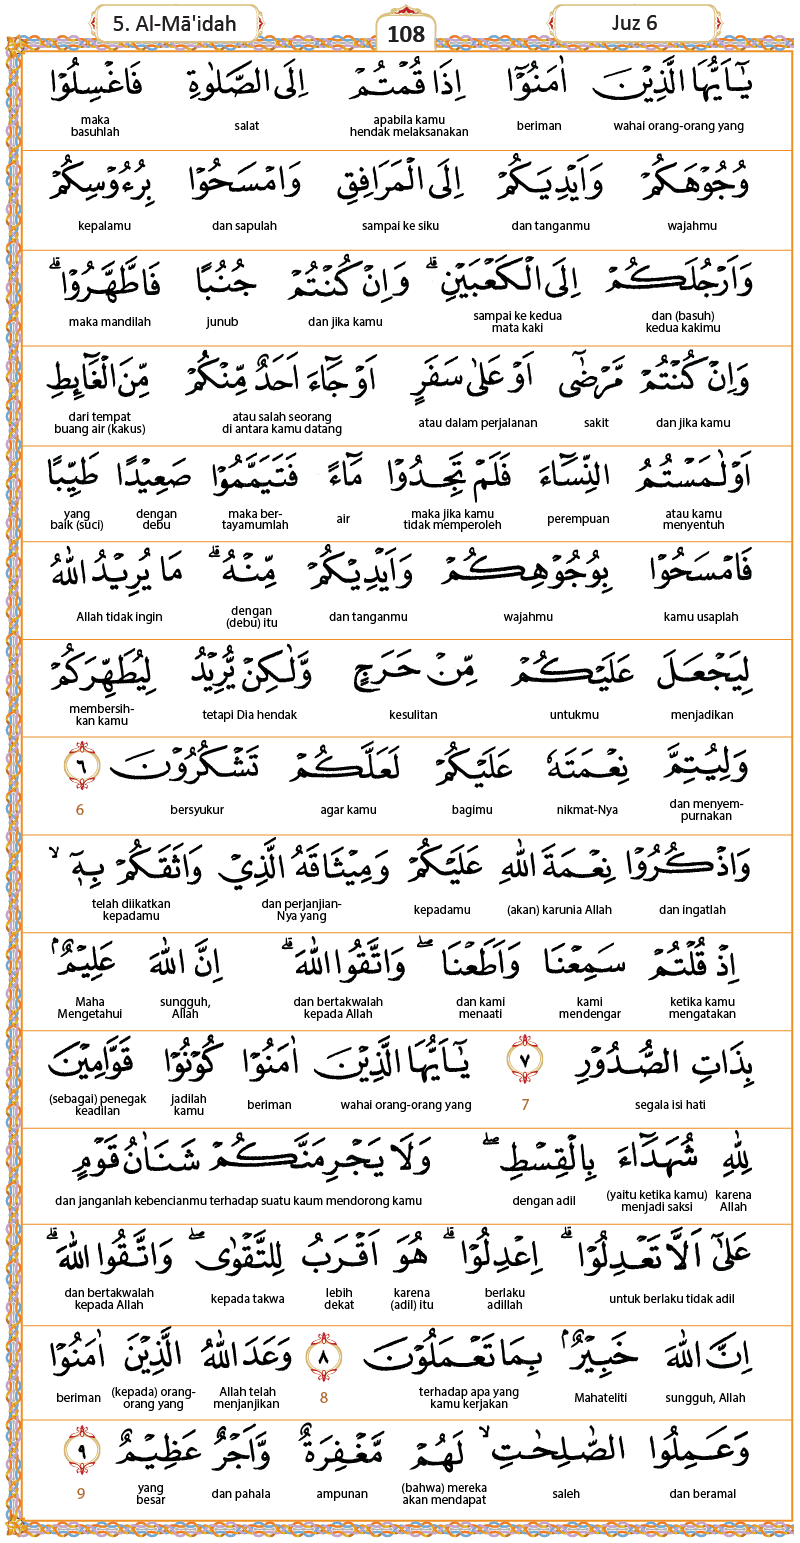 5. Al-Mā'idah
108
Juz 6
يٰٓاَيُّهَا الَّذِيْنَ اٰمَنُوْٓا اِذَا قُمْتُمْ اِلَى الصَّلٰوةِ فَاغْسِلُوْا
wahai orang-orang yang beriman apabila kamu hendak melaksanakan salat maka basuhlah
وُجُوْهَكُمْ وَاَيْدِيَكُمْ اِلَى الْمَرَافِقِ وَامْسَحُوْا بِرُءُوْسِكُمْ
wajahmu dan tanganmu sampai ke siku dan sapulah kepalamu
وَاَرْجُلَكُمْ اِلَى الْكَعْبَيْنِۗ وَاِنْ كُنْتُمْ جُنُبًا فَاطَّهَّرُوْاۗ
dan (basuh) kedua kakimu sampai ke kedua mata kaki dan jika kamu junub maka mandilah
وَاِنْ كُنْتُمْ مَّرْضٰٓى اَوْ عَلٰى سَفَرٍ اَوْ جَاۤءَ اَحَدٌ مِّنْكُمْ مِّنَ الْغَاۤىِٕطِ
dan jika kamu sakit atau dalam perjalanan atau salah seorang di antara kamu datang dari tempat buang air (kakus)
اَوْ لٰمَسْتُمُ النِّسَاۤءَ فَلَمْ تَجِدُوْا مَاۤءً فَتَيَمَّمُوْا صَعِيْدًا طَيِّبًا
atau kamu menyentuh perempuan maka jika kamu tidak memperoleh air maka ber-tayamumlah dengan debu yang baik (suci)
فَامْسَحُوْا بِوُجُوْهِكُمْ وَاَيْدِيْكُمْ مِّنْهُۗ مَا يُرِيْدُ اللّٰهُ
kamu usaplah wajahmu dan tanganmu dengan (debu) itu Allah tidak ingin
لِيَجْعَلَ عَلَيْكُمْ مِّنْ حَرَجٍ وَّلٰكِنْ يُّرِيْدُ لِيُطَهِّرَكُمْ
menjadikan untukmu kesulitan tetapi Dia hendak membersih-kan kamu
وَلِيُتِمَّ نِعْمَتَهٗ عَلَيْكُمْ لَعَلَّكُمْ تَشْكُرُوْنَ ٦
dan menyem-purnakan nikmat-Nya bagimu agar kamu bersyukur 6
وَاذْكُرُوْا نِعْمَةَ اللّٰهِ عَلَيْكُمْ وَمِيْثَاقَهُ الَّذِيْ وَاثَقَكُمْ بِهٖٓۙ
dan ingatlah (akan) karunia Allah kepadamu dan perjanjian-Nya yang telah diikatkan kepadamu
اِذْ قُلْتُمْ سَمِعْنَا وَاَطَعْنَاۖ وَاتَّقُوا اللّٰهَۗ اِنَّ اللّٰهَ عَلِيْمٌۢ
ketika kamu mengatakan kami mendengar dan kami menaati dan bertakwalah kepada Allah sungguh, Allah Maha Mengetahui
بِذَاتِ الصُّدُوْرِ ٧ يٰٓاَيُّهَا الَّذِيْنَ اٰمَنُوْا كُوْنُوْا قَوَّامِيْنَ
segala isi hati 7 wahai orang-orang yang beriman jadilah kamu (sebagai) penegak keadilan
لِلّٰهِ شُهَدَاۤءَ بِالْقِسْطِۖ وَلَا يَجْرِمَنَّكُمْ شَنَاٰنُ قَوْمٍ
karena Allah (yaitu ketika kamu) menjadi saksi dengan adil dan janganlah kebencianmu terhadap suatu kaum mendorong kamu
عَلٰٓى اَلَّا تَعْدِلُوْاۗ اِعْدِلُوْاۗ هُوَ اَقْرَبُ لِلتَّقْوٰىۖ وَاتَّقُوا اللّٰهَۗ
untuk berlaku tidak adil berlaku adillah karena (adil) itu lebih dekat kepada takwa dan bertakwalah kepada Allah
اِنَّ اللّٰهَ خَبِيْرٌۢ بِمَا تَعْمَلُوْنَ ٨ وَعَدَ اللّٰهُ الَّذِيْنَ اٰمَنُوْا
sungguh, Allah Mahateliti terhadap apa yang kamu kerjakan 8 Allah telah menjanjikan (kepada) orang-orang yang beriman
وَعَمِلُوا الصّٰلِحٰتِۙ لَهُمْ مَّغْفِرَةٌ وَّاَجْرٌ عَظِيْمٌ ٩
dan beramal saleh (bahwa) mereka akan mendapat ampunan dan pahala yang besar 9